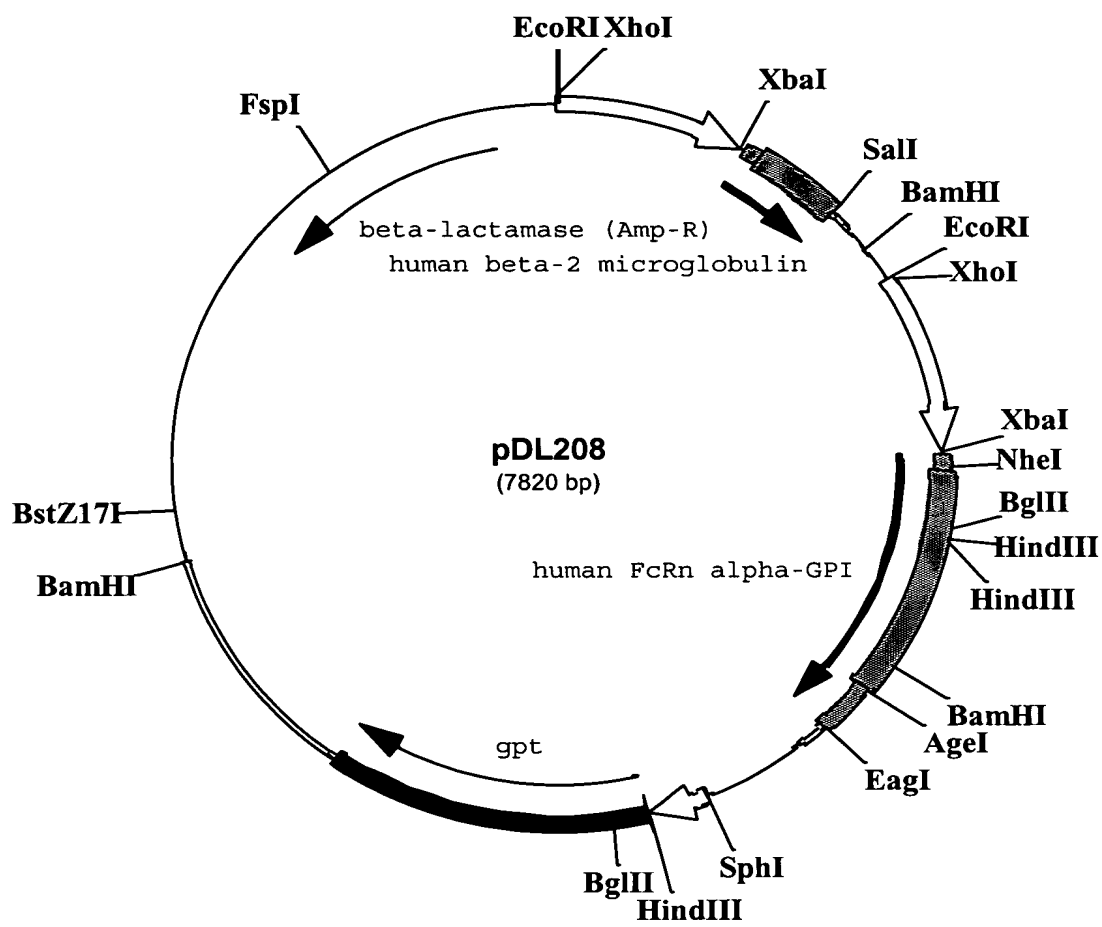 EcoRI XhoI
XbaI
FspI
SalI
BamHI
EcoRI
XhoI
beta-lactamase (Amp-R)
human beta-2 microglobulin
pDL208
(7820 bp)
XbaI
NheI
BglII
HindIII
HindIII
BstZ17I
BamHI
human FcRn alpha-GPI
BamHI
AgeI
EagI
gpt
SphI
BglII
HindIII